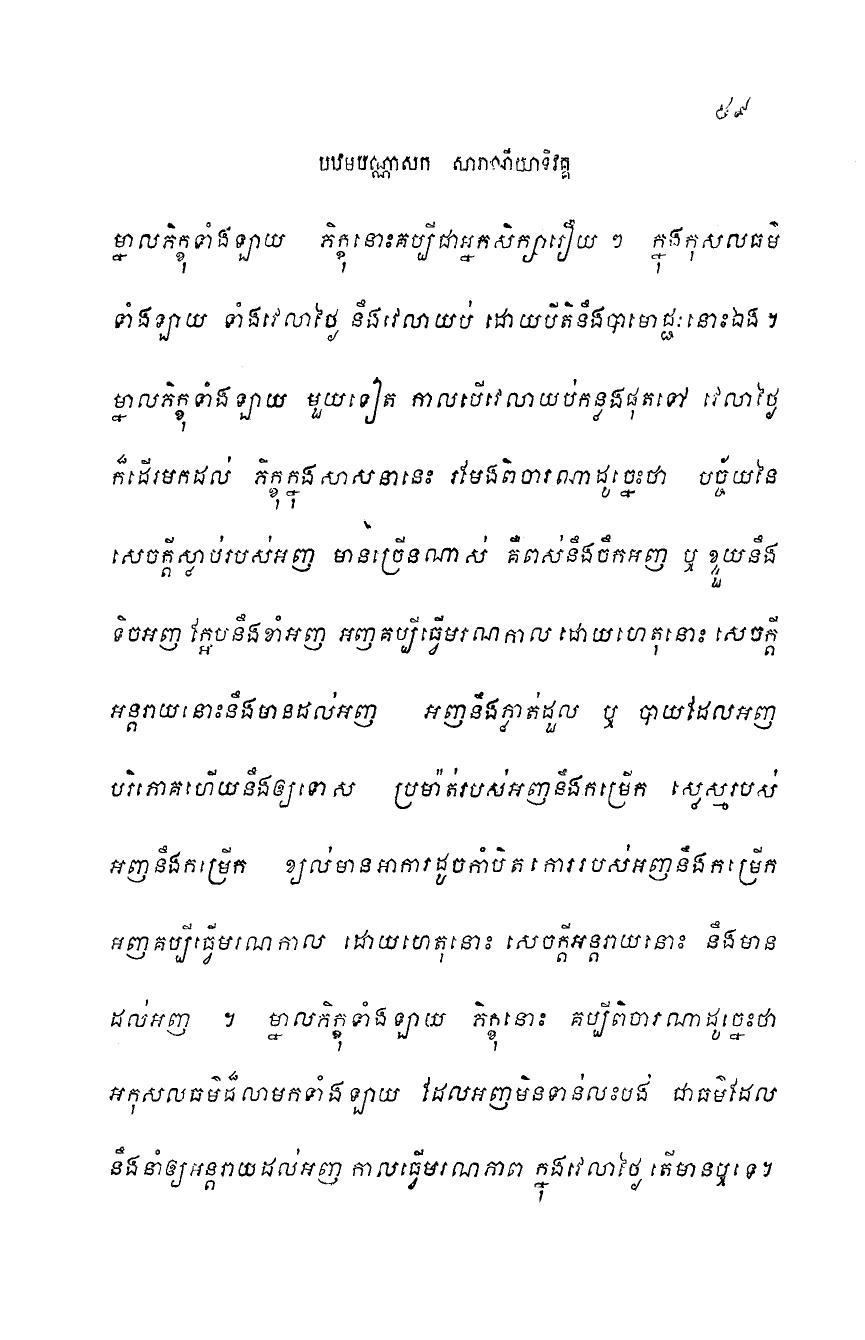 ៥៩
បឋមបណ្ណាសក សារាណីយាទិវគ្គ
ម្នាលភិក្ខុទាំងឡាយ ភិក្ខុនោះគប្បីជាអ្នកសិក្សារឿយ ៗ ក្នុងកុសលធម៌
ទាំងឡាយ ទាំងវេលាថ្ងៃ នឹងវេលាយប់ ដោយបីតិនឹងបាមោជ្ជៈនោះឯង ។
ម្នាលភិក្ខុទាំងឡាយ មួយទៀត កាលបើវេលាយប់កន្លងផុតទៅ វេលាថ្ងៃ
ក៏ដើរមកដល់ ភិក្ខុក្នុងសាសនានេះ រមែងពិចារណាដូច្នេះថា បច្ច័យនៃ
សេចក្តីស្លាប់របស់អញ មានច្រើនណាស់ គឺពស់នឹងចឹកអញ ឬ ខ្ទួយនឹង
ទិចអញ ក្អែបនឹងខាំអញ អញគប្បីធ្វើមរណកាល ដោយហេតុនោះ សេចក្តី
អន្តរាយនោះនឹងមានដល់អញ អញនឹងភ្លាត់ដួល ឬ បាយដែលអញ
បរិភោគហើយនឹងឲ្យទោស ប្រម៉ាត់របស់អញនឹងកម្រើក ស្លេស្មរបស់
អញនឹងកម្រើក ខ្យល់មានអាការដូចកាំបិតកោររបស់អញនឹងកម្រើក
អញគប្បីធ្វើមរណកាល ដោយហេតុនោះ សេចក្តីអន្តរាយនោះ នឹងមាន
ដល់អញ ។ ម្នាលភិក្ខុទាំងឡាយ ភិក្ខុនោះ គប្បីពិចារណាដូច្នេះថា
អកុសលធម៌ដ៏លាមកទាំងឡាយ ដែលអញមិនទាន់លះបង់ ជាធម៌ដែល
នឹងនាំឲ្យអន្តរាយដល់អញ កាលធ្វើមរណភាព ក្នុងវេលាថ្ងៃ តើមានឬទេ។